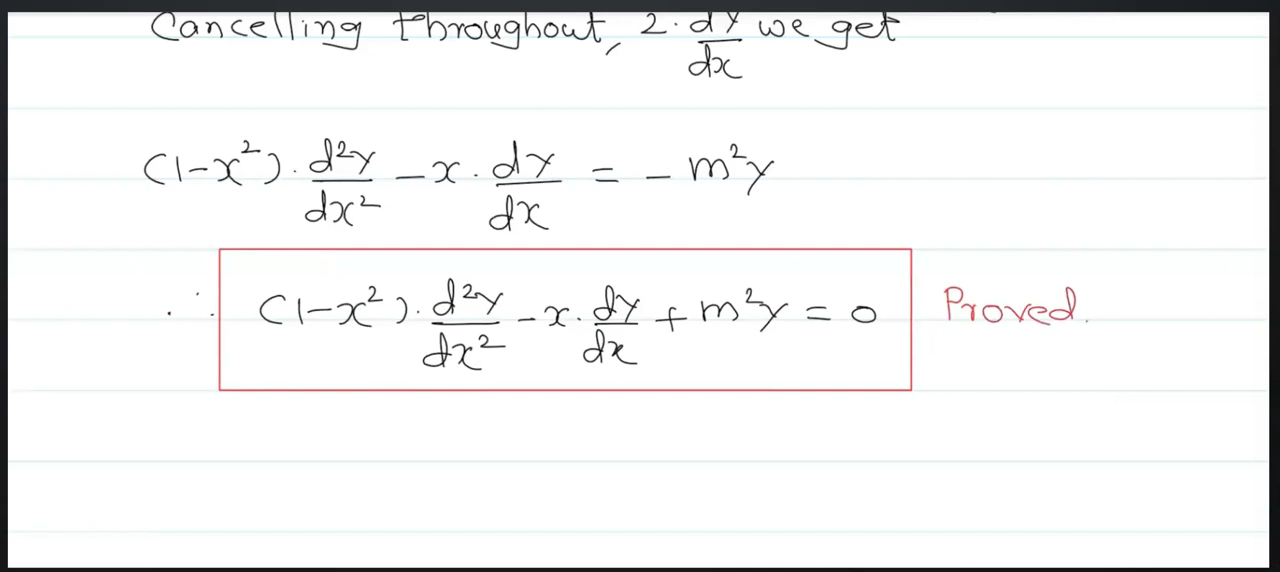 Cancelling throughout, 2·dy/dx we get
(1-x²)·d²y/dx² - x·dy/dx = - m²y
∴ (1-x²)·d²y/dx² - x·dy/dx + m²y = 0 Proved.